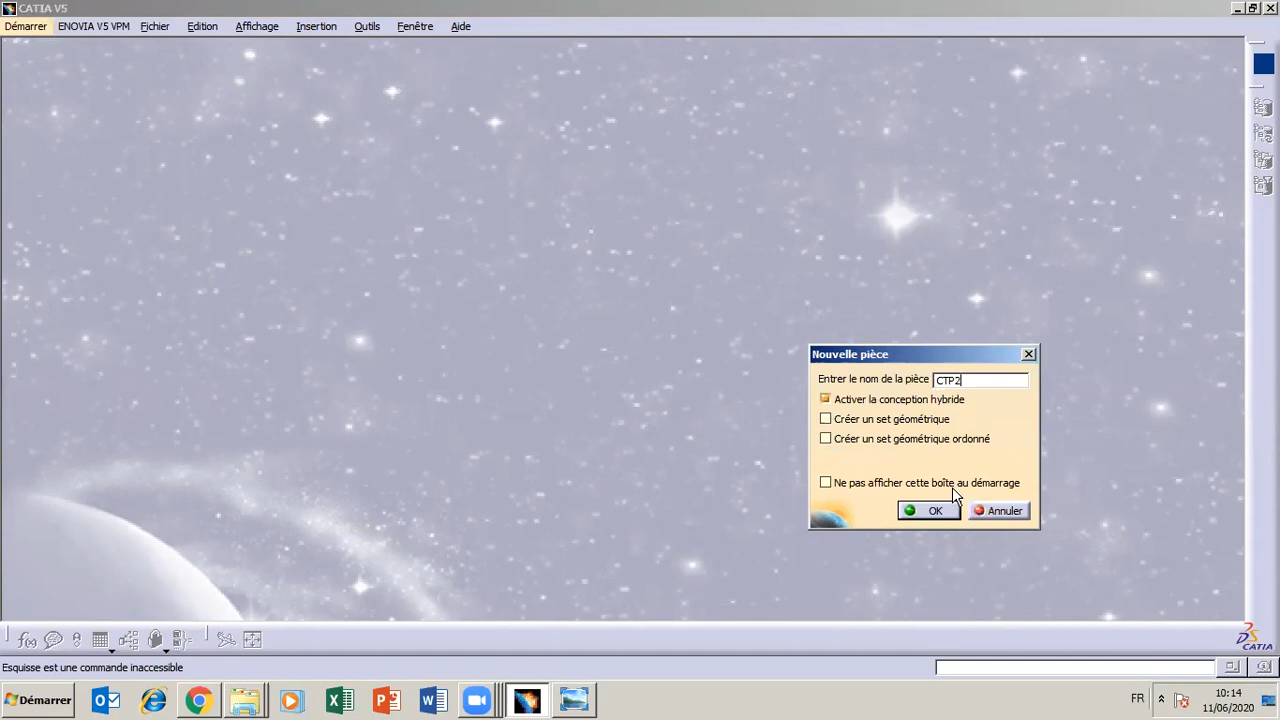 CATIA V5
Démarrer ENOVIA V5 VPM Fichier Edition Affichage Insertion Outils Fenêtre Aide
Nouvelle pièce
Entrer le nom de la pièce CTP2
Activer la conception hybride
Créer un set géométrique
Créer un set géométrique ordonné
Ne pas afficher cette boîte au démarrage
OK Annuler
f(x)
CATIA
Esquisse est une commande inaccessible
Démarrer FR 10:14
11/06/2020